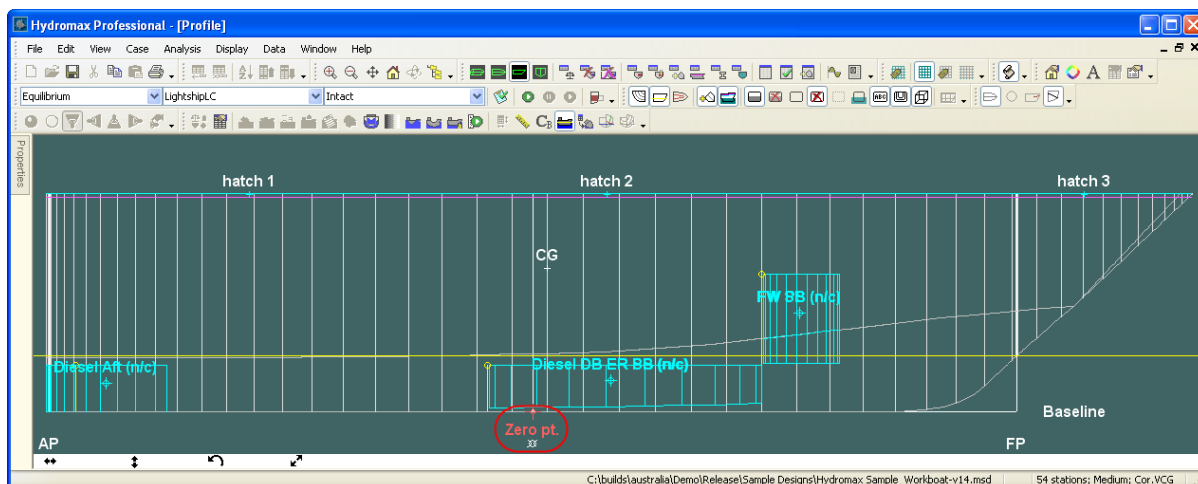 Hydromax Professional - [Profile]
File Edit View Case Analysis Display Data Window Help
Equilibrium LightshipLC Intact
Properties
hatch 1 hatch 2 hatch 3
CG
FW SB (n/c)
Diesel Aft (n/c) Diesel DB ER BB (n/c)
Baseline
Zero pt.
AP FP
C:\builds\australia\Demo\Release\Sample Designs\Hydromax Sample_Workboat-v14.msd 54 stations; Medium; Cor.VCG